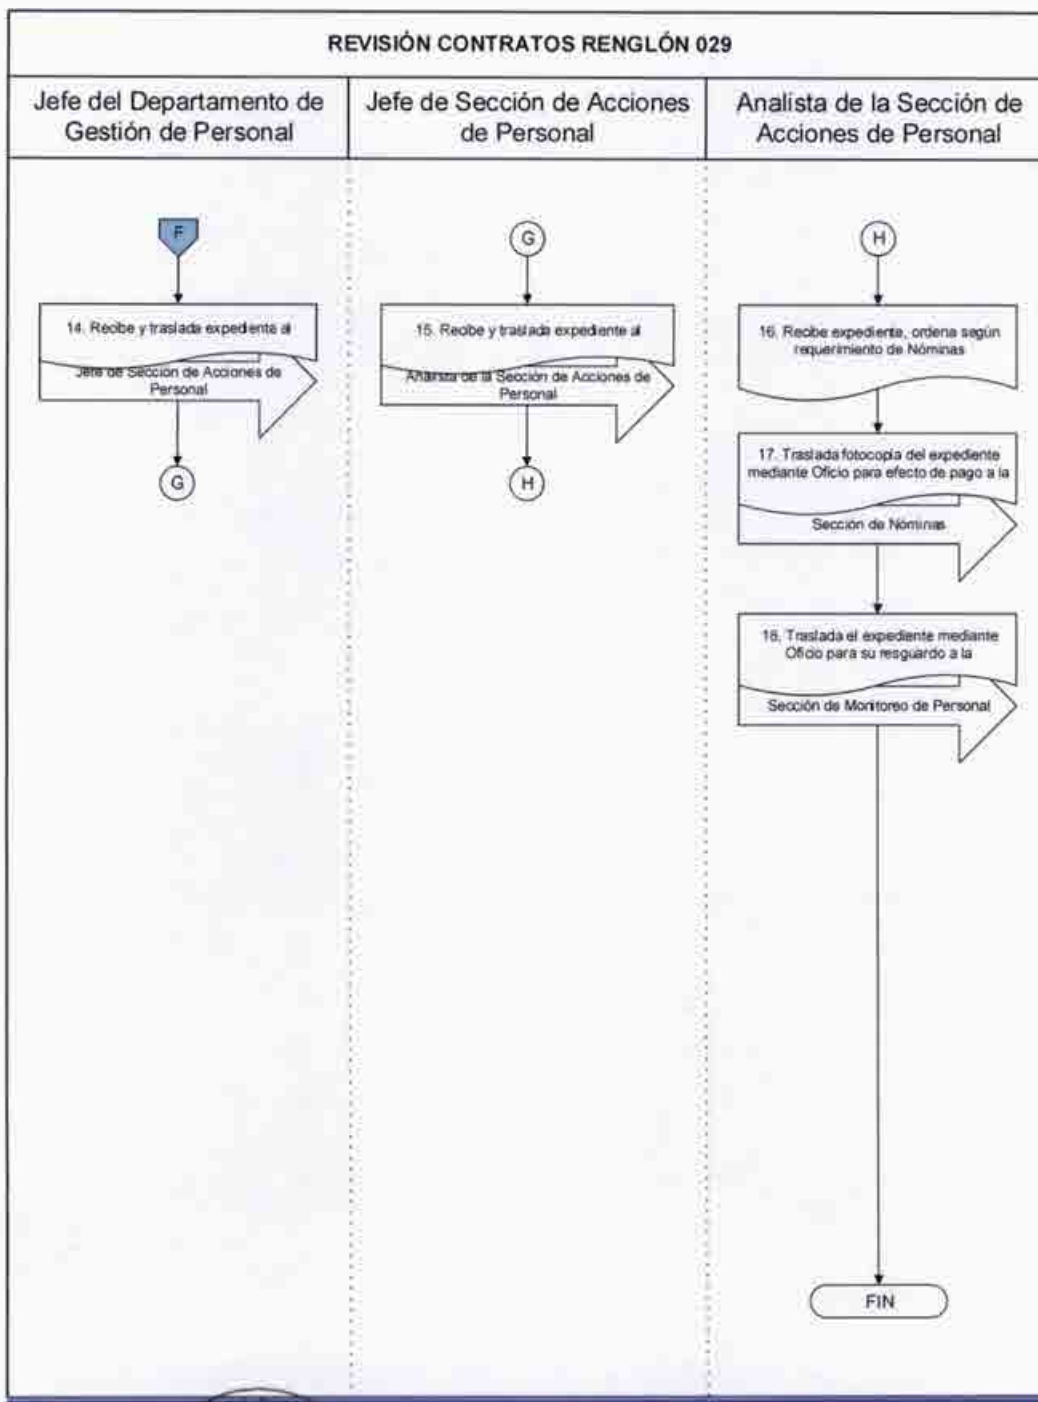 REVISIÓN CONTRATOS RENGLÓN 029
Jefe del Departamento de
Gestión de Personal
Jefe de Sección de Acciones
de Personal
Analista de la Sección de
Acciones de Personal
F
14. Recibe y traslada expediente al
Jefe de Sección de Acciones de
Personal
G
G
15. Recibe y traslada expediente al
Analista de la Sección de Acciones de
Personal
H
H
16. Recibe expediente, ordena según
requerimiento de Nóminas
17. Traslada fotocopia del expediente
mediante Oficio para efecto de pago a la
Sección de Nóminas
18. Traslada el expediente mediante
Oficio para su resguardo a la
Sección de Monitoreo de Personal
FIN